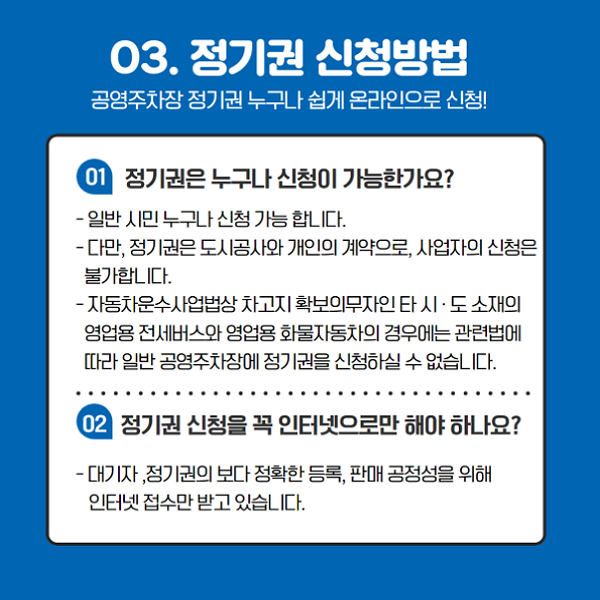 03. 정기권 신청방법
공영주차장 정기권 누구나 쉽게 온라인으로 신청!
01 정기권은 누구나 신청이 가능한가요?
- 일반 시민 누구나 신청 가능 합니다.
- 다만, 정기권은 도시공사와 개인의 계약으로, 사업자의 신청은
불가합니다.
- 자동차운수사업법상 차고지 확보의무자인 타 시·도 소재의
영업용 전세버스와 영업용 화물자동차의 경우에는 관련법에
따라 일반 공영주차장에 정기권을 신청하실 수 없습니다.
02 정기권 신청을 꼭 인터넷으로만 해야 하나요?
- 대기자 ,정기권의 보다 정확한 등록, 판매 공정성을 위해
인터넷 접수만 받고 있습니다.